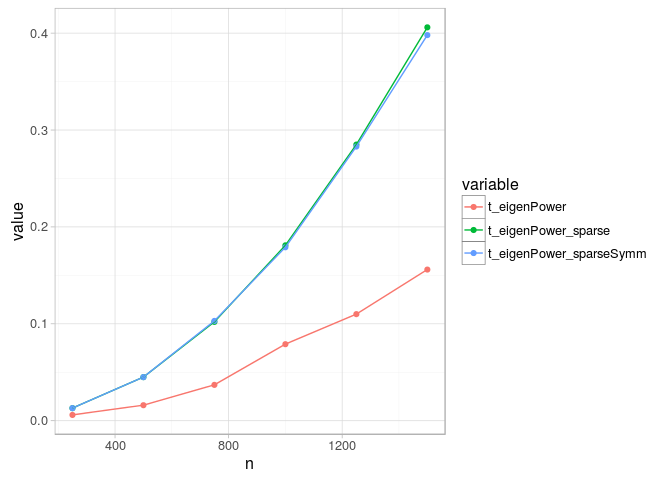 0.4
0.3
0.2
0.1
0.0
value
400
800
1200
n
variable
t_eigenPower
t_eigenPower_sparse
t_eigenPower_sparseSymm